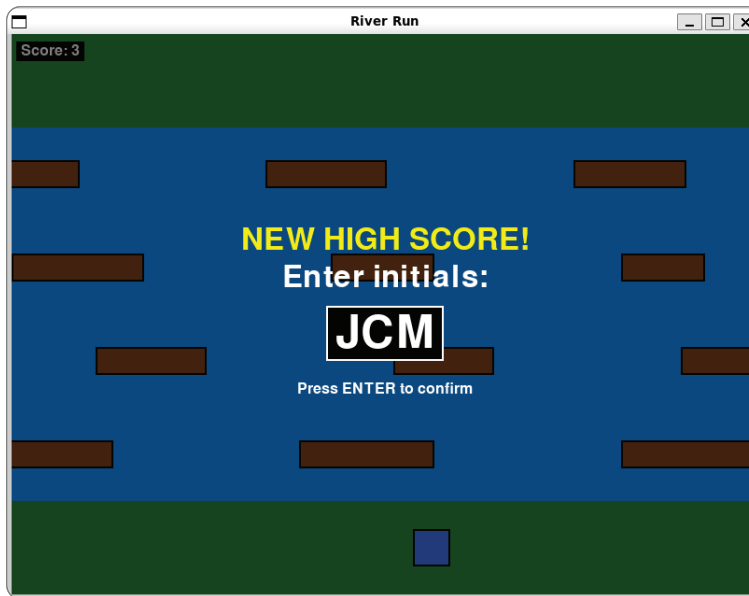 River Run
Score: 3
NEW HIGH SCORE!
Enter initials:
JCM
Press ENTER to confirm